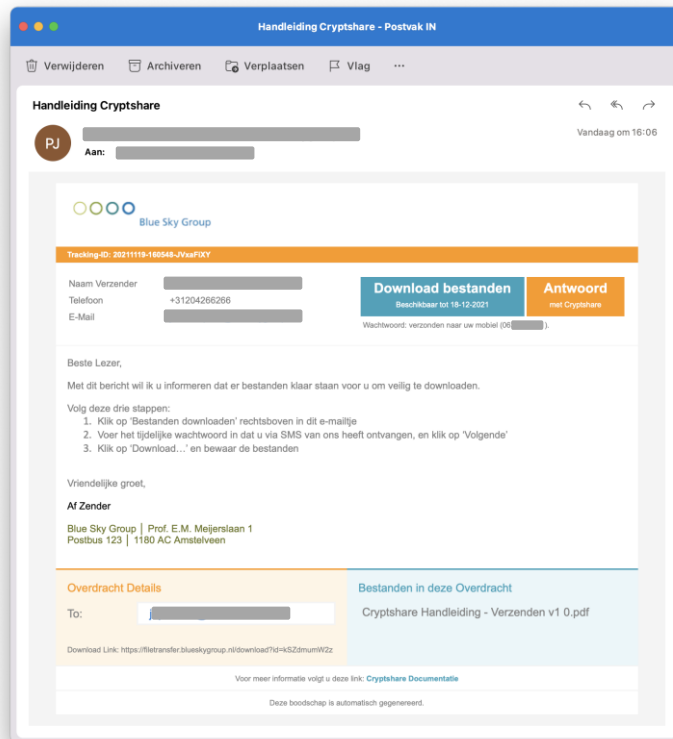 Handleiding Cryptshare - Postvak IN
Verwijderen Archiveren Verplaatsen Vlag ...
Handleiding Cryptshare
PJ
Vandaag om 16:06
Aan:
Blue Sky Group
Tracking-ID: 20211119-160548-JVxaFIXY
Naam Verzender
Telefoon +31204266266
E-Mail
Download bestanden
Beschikbaar tot 18-12-2021
Antwoord
met Cryptshare
Wachtwoord: verzonden naar uw mobiel (06 ).
Beste Lezer,
Met dit bericht wil ik u informeren dat er bestanden klaar staan voor u om veilig te downloaden.
Volg deze drie stappen:
1. Klik op 'Bestanden downloaden' rechtsboven in dit e-mailtje
2. Voer het tijdelijke wachtwoord in dat u via SMS van ons heeft ontvangen, en klik op 'Volgende'
3. Klik op 'Download…' en bewaar de bestanden
Vriendelijke groet,
Af Zender
Blue Sky Group | Prof. E.M. Meijerslaan 1
Postbus 123 | 1180 AC Amstelveen
Overdracht Details
To: j
Download Link: https://filetransfer.blueskygroup.nl/download?id=kSZdmumW2z
Bestanden in deze Overdracht
Cryptshare Handleiding - Verzenden v1 0.pdf
Voor meer informatie volgt u deze link: Cryptshare Documentatie
Deze boodschap is automatisch gegenereerd.